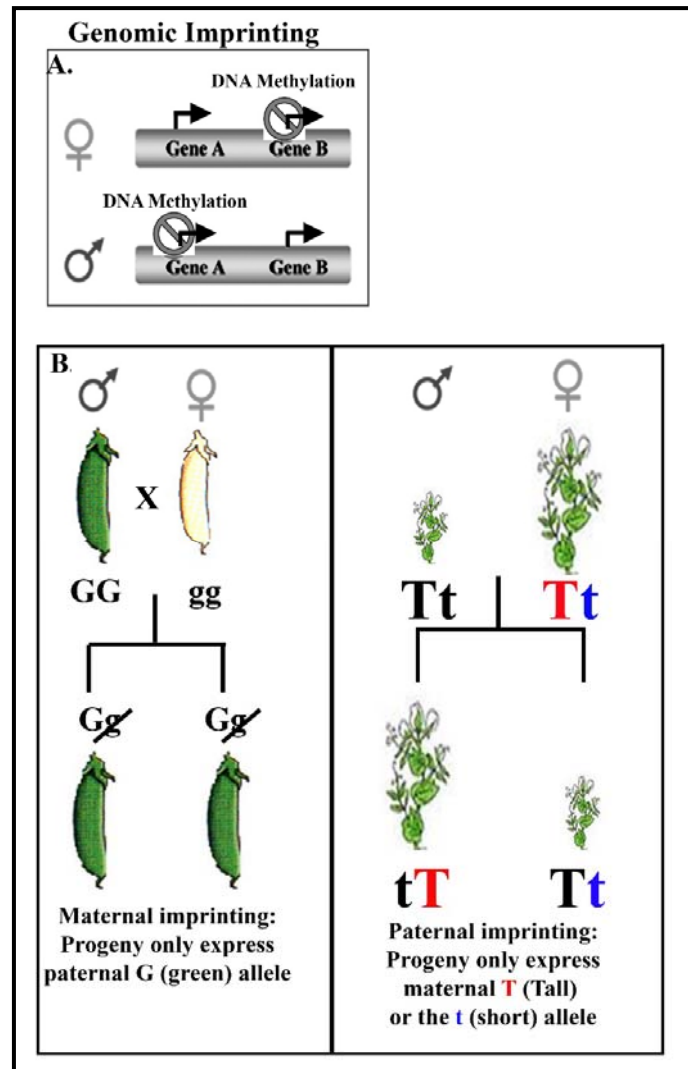 Genomic Imprinting
A.
DNA Methylation
Gene A Gene B
DNA Methylation
Gene A Gene B
B.
X
GG gg
Gg Gg
Maternal imprinting:
Progeny only express
paternal G (green) allele
Tt Tt
tT Tt
Paternal imprinting:
Progeny only express
maternal T (Tall)
or the t (short) allele